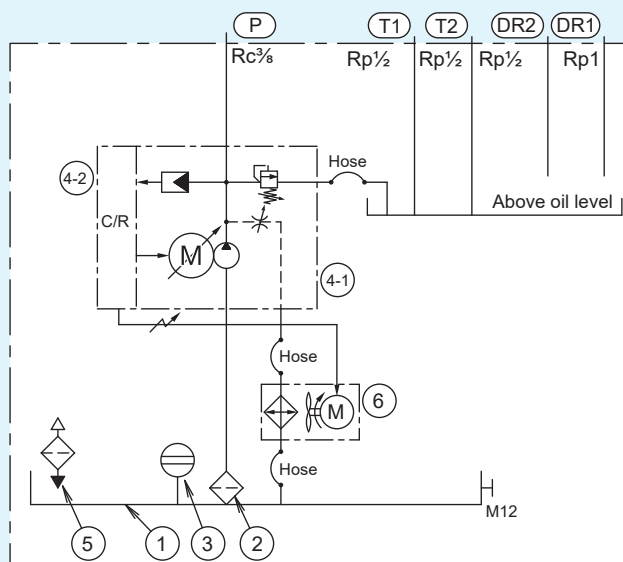 P T1 T2 DR2 DR1
Rc⅜ Rp½ Rp½ Rp½ Rp1
4-2
Hose
Above oil level
C/R
M
4-1
Hose
M
6
Hose
M12
5 1 3 2